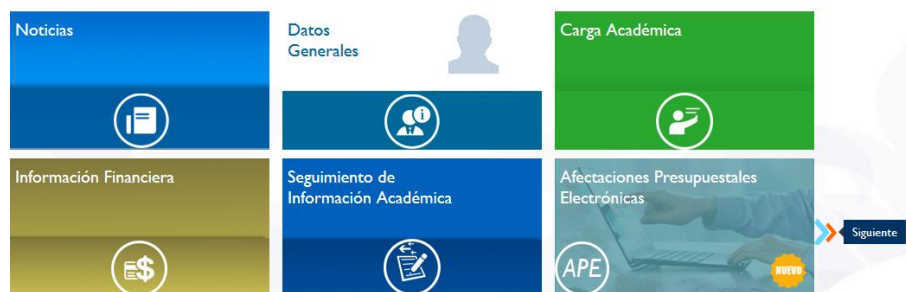 Noticias
Datos
Generales
Carga Académica
Información Financiera
Seguimiento de
Información Académica
Afectaciones Presupuestales
Electrónicas
Siguiente
APE
NUEVO